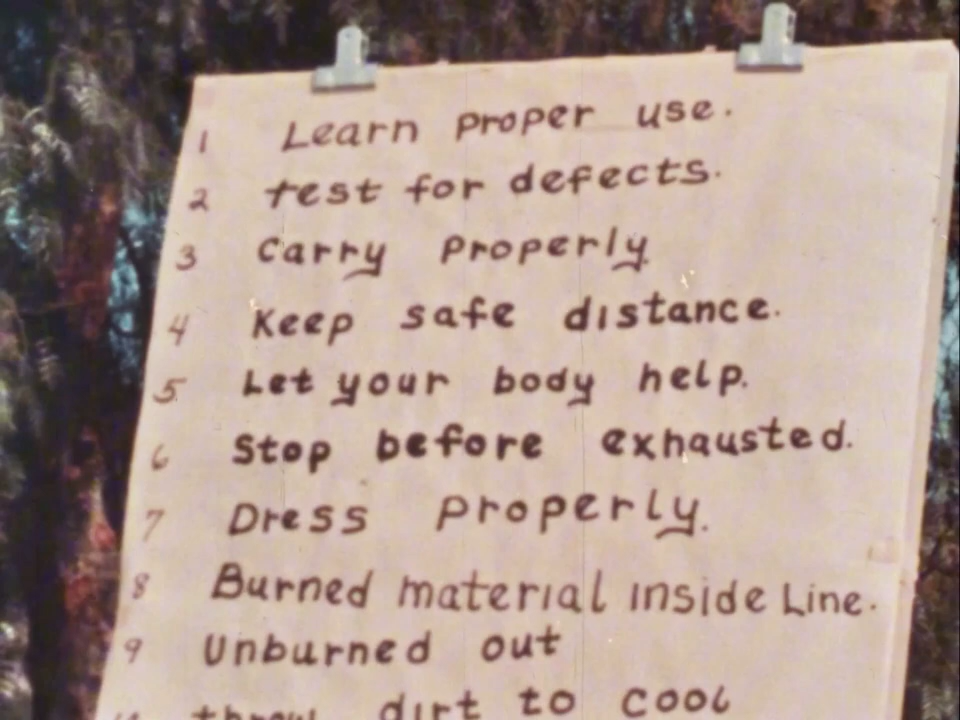 1 Learn proper use.
2 test for defects.
3 Carry properly
4 Keep safe distance.
5. Let your body help.
6 Stop before exhausted.
7 Dress properly.
8 Burned material inside Line.
9 Unburned out
throw dirt to cool